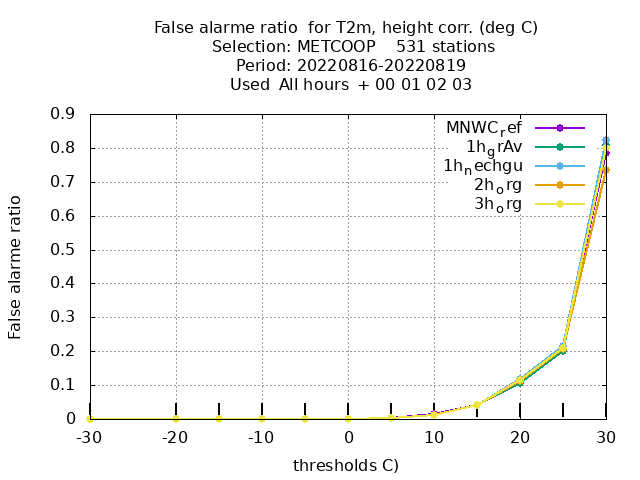 False alarme ratio  for T2m, height corr. (deg C)
Selection: METCOOP    531 stations
Period: 20220816-20220819
Used  All hours  + 00 01 02 03
MNWC_ref
1h_grAv
1h_nechgu
2h_org
3h_org
False alarme ratio
0.9
0.8
0.7
0.6
0.5
0.4
0.3
0.2
0.1
0
-30 -20 -10 0 10 20 30
thresholds C)